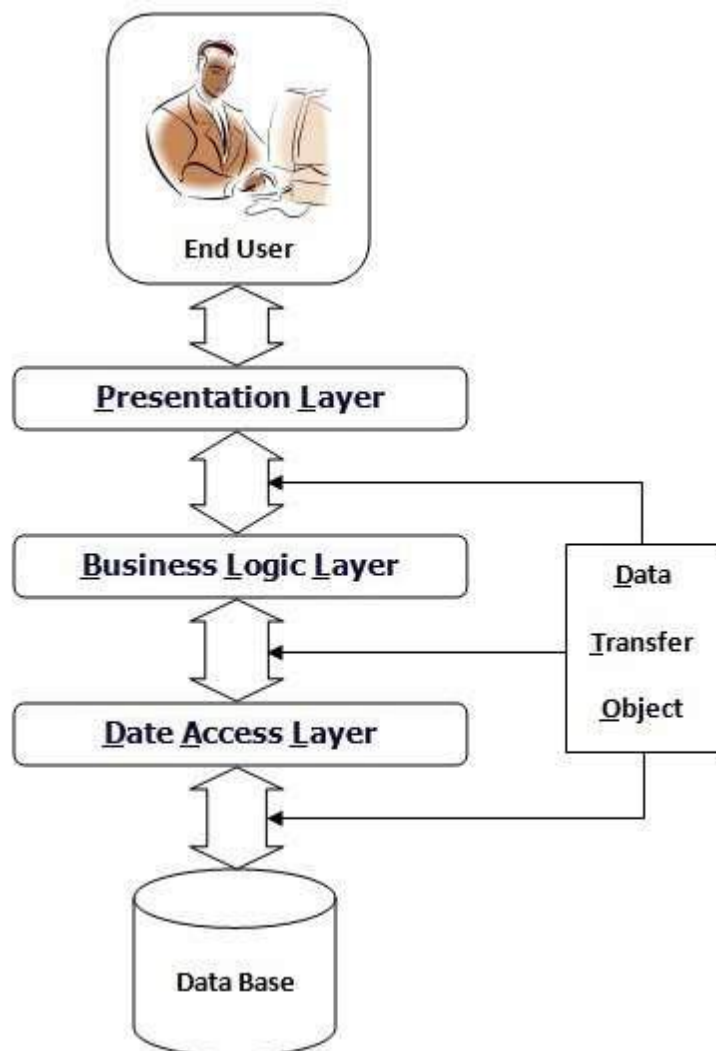 End User
Presentation Layer
Business Logic Layer
Data
Transfer
Object
Date Access Layer
Data Base